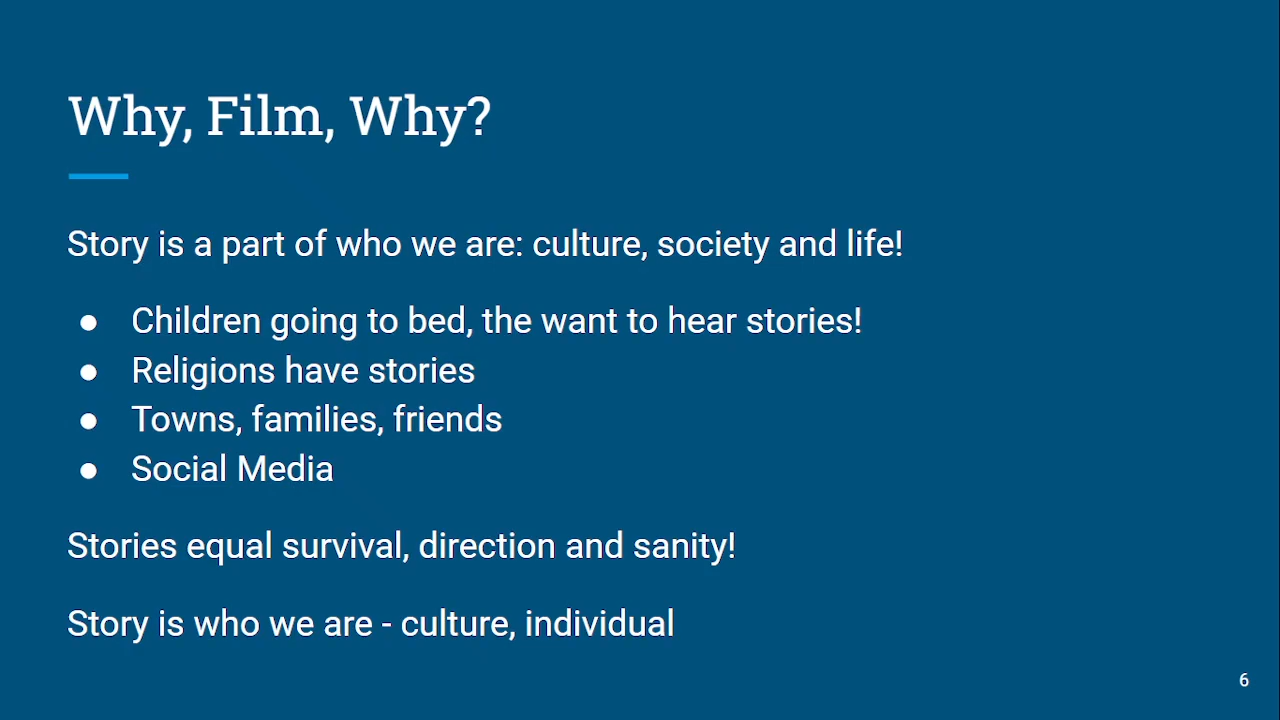 Why, Film, Why?
Story is a part of who we are: culture, society and life!
● Children going to bed, the want to hear stories!
● Religions have stories
● Towns, families, friends
● Social Media
Stories equal survival, direction and sanity!
Story is who we are - culture, individual
6